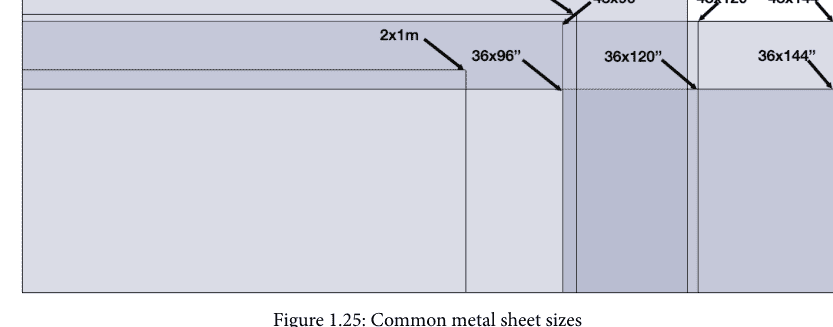 2x1m
36x96”
36x120”
36x144”
Figure 1.25: Common metal sheet sizes